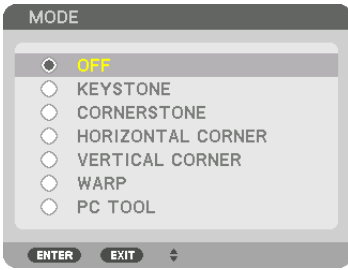 MODE
OFF
KEYSTONE
CORNERSTONE
HORIZONTAL CORNER
VERTICAL CORNER
WARP
PC TOOL
ENTER EXIT